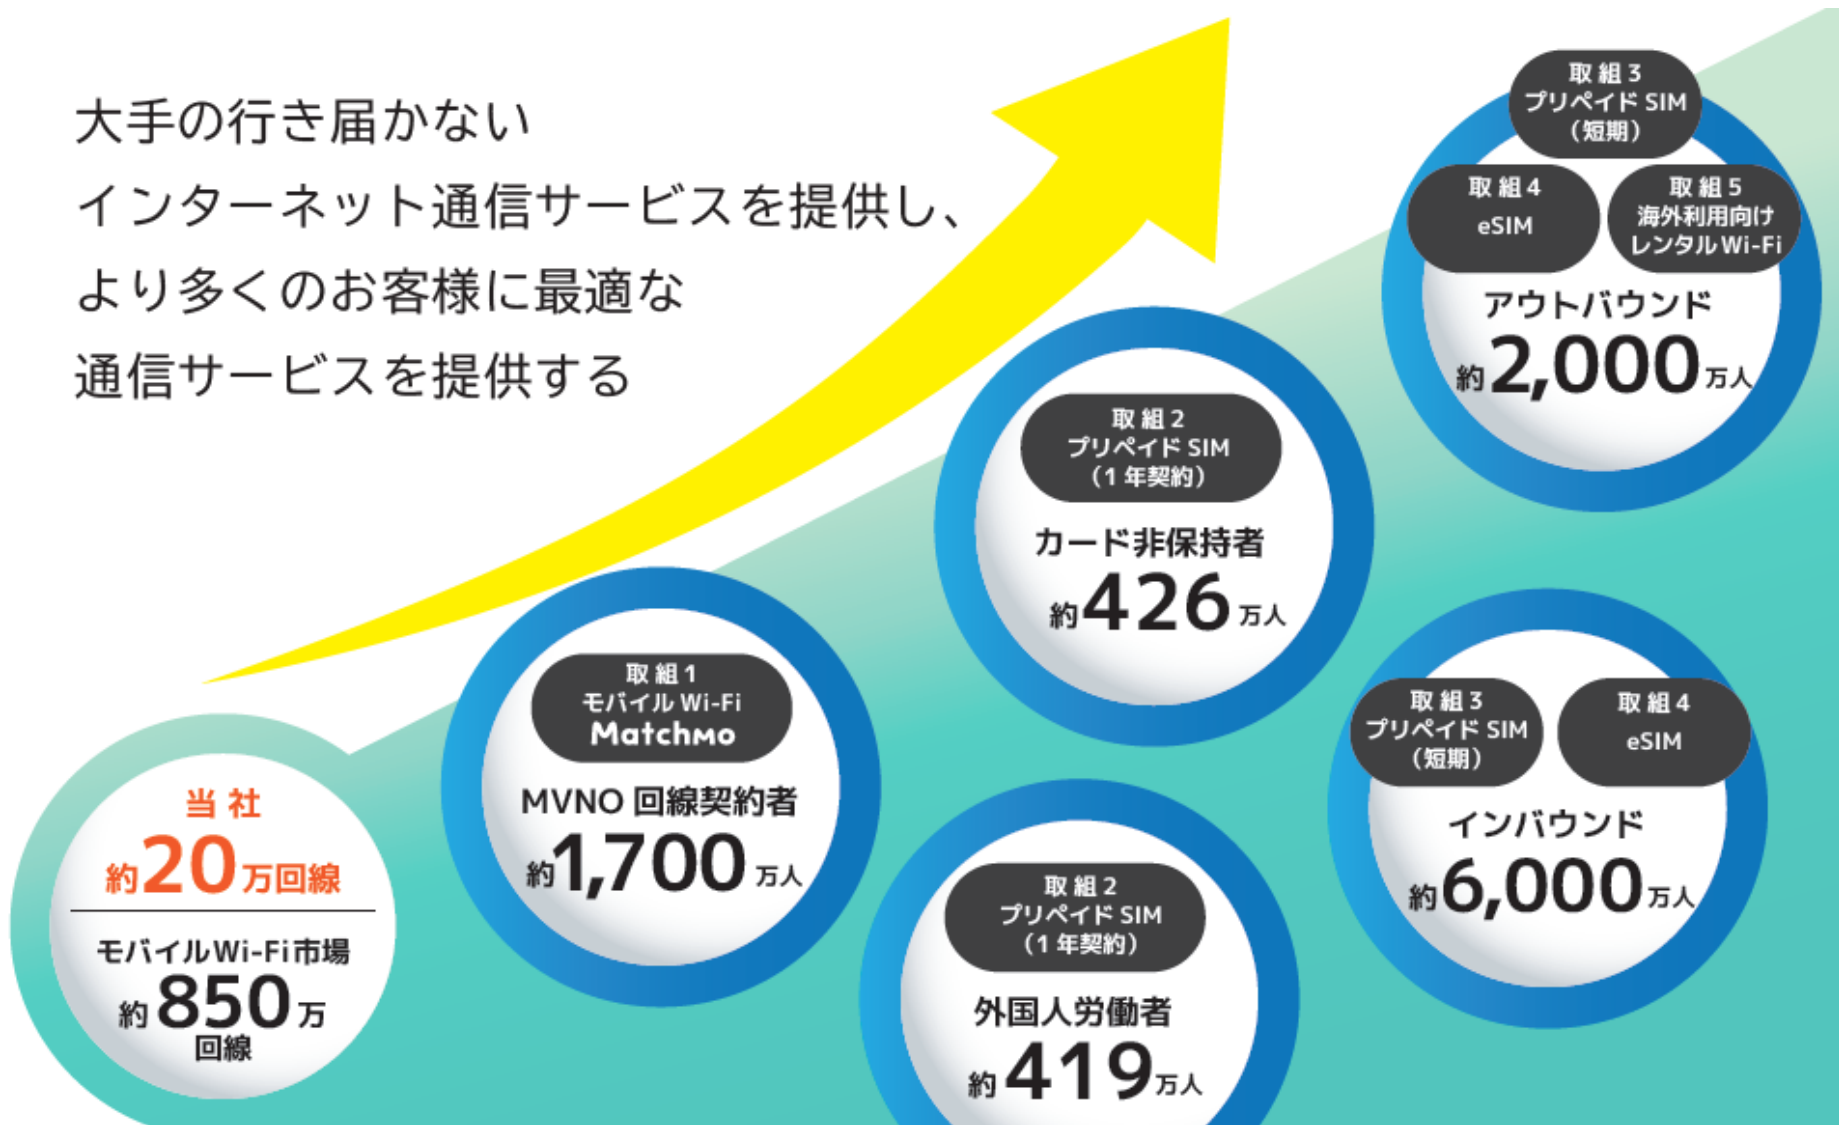 大手の行き届かない
インターネット通信サービスを提供し、
より多くのお客様に最適な
通信サービスを提供する
当社
約20万回線
モバイルWi-Fi市場
約850万
回線
取組1
モバイルWi-Fi
Matchmo
MVNO回線契約者
約1,700万人
取組2
プリペイドSIM
（1年契約）
カード非保持者
約426万人
取組2
プリペイドSIM
（1年契約）
外国人労働者
約419万人
取組3
プリペイドSIM
（短期）
取組4
eSIM
取組5
海外利用向け
レンタルWi-Fi
アウトバウンド
約2,000万人
取組3
プリペイドSIM
（短期）
取組4
eSIM
インバウンド
約6,000万人